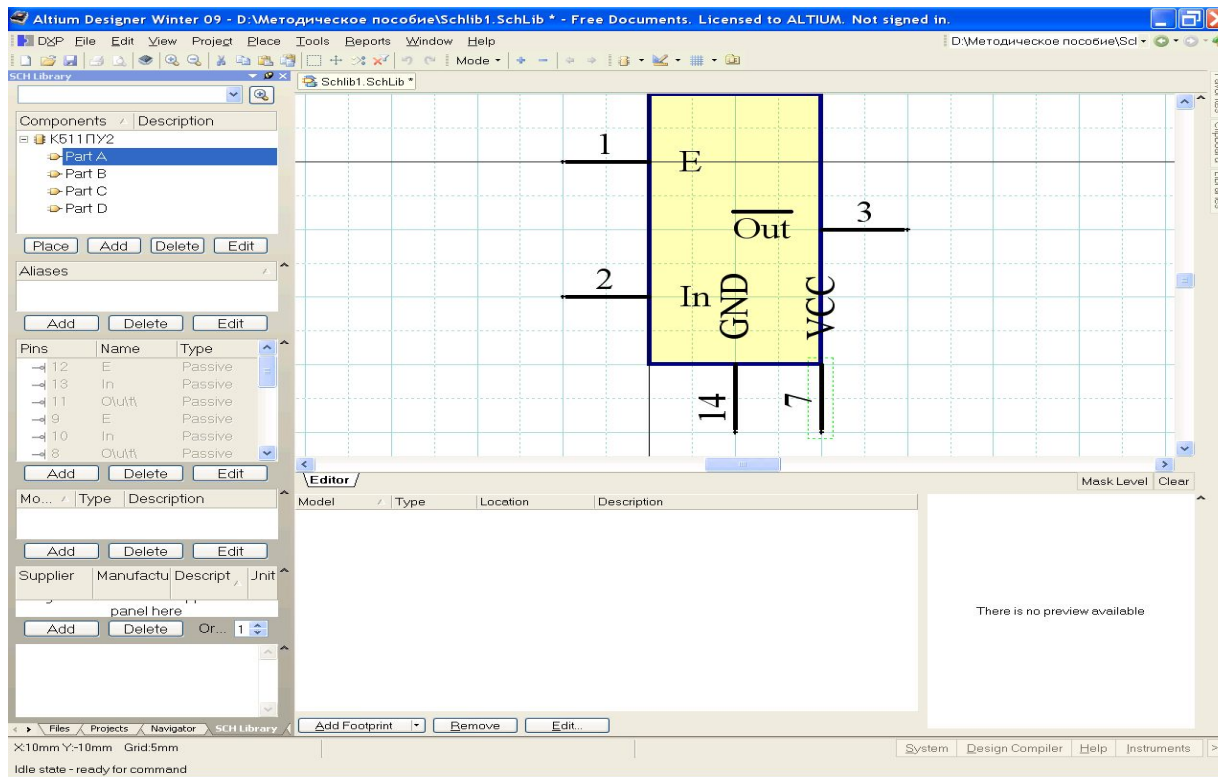 Altium Designer Winter 09 - D:\Методическое пособие\Schlib1.SchLib * - Free Documents. Licensed to ALTIUM. Not signed in.
DXP File Edit View Project Place Tools Reports Window Help
D:\Методическое пособие\Scl
Mode
SCH Library
Schlib1.SchLib *
Components Description
К511ПУ2
Part A
Part B
Part C
Part D
Place Add Delete Edit
Aliases
Add Delete Edit
Pins Name Type
12 E Passive
13 In Passive
11 O\u\t\ Passive
9 E Passive
10 In Passive
8 O\u\t\ Passive
Add Delete Edit
Mo... Type Description
Add Delete Edit
Supplier Manufactu Descript Jnit
panel here
Add Delete Or... 1
Files Projects Navigator SCH Library
1 E
Out 3
2 In GND VCC
14 7
Editor
Mask Level Clear
Model Type Location Description
There is no preview available
Add Footprint Remove Edit...
X:10mm Y:-10mm Grid:5mm
System Design Compiler Help Instruments >
Idle state - ready for command